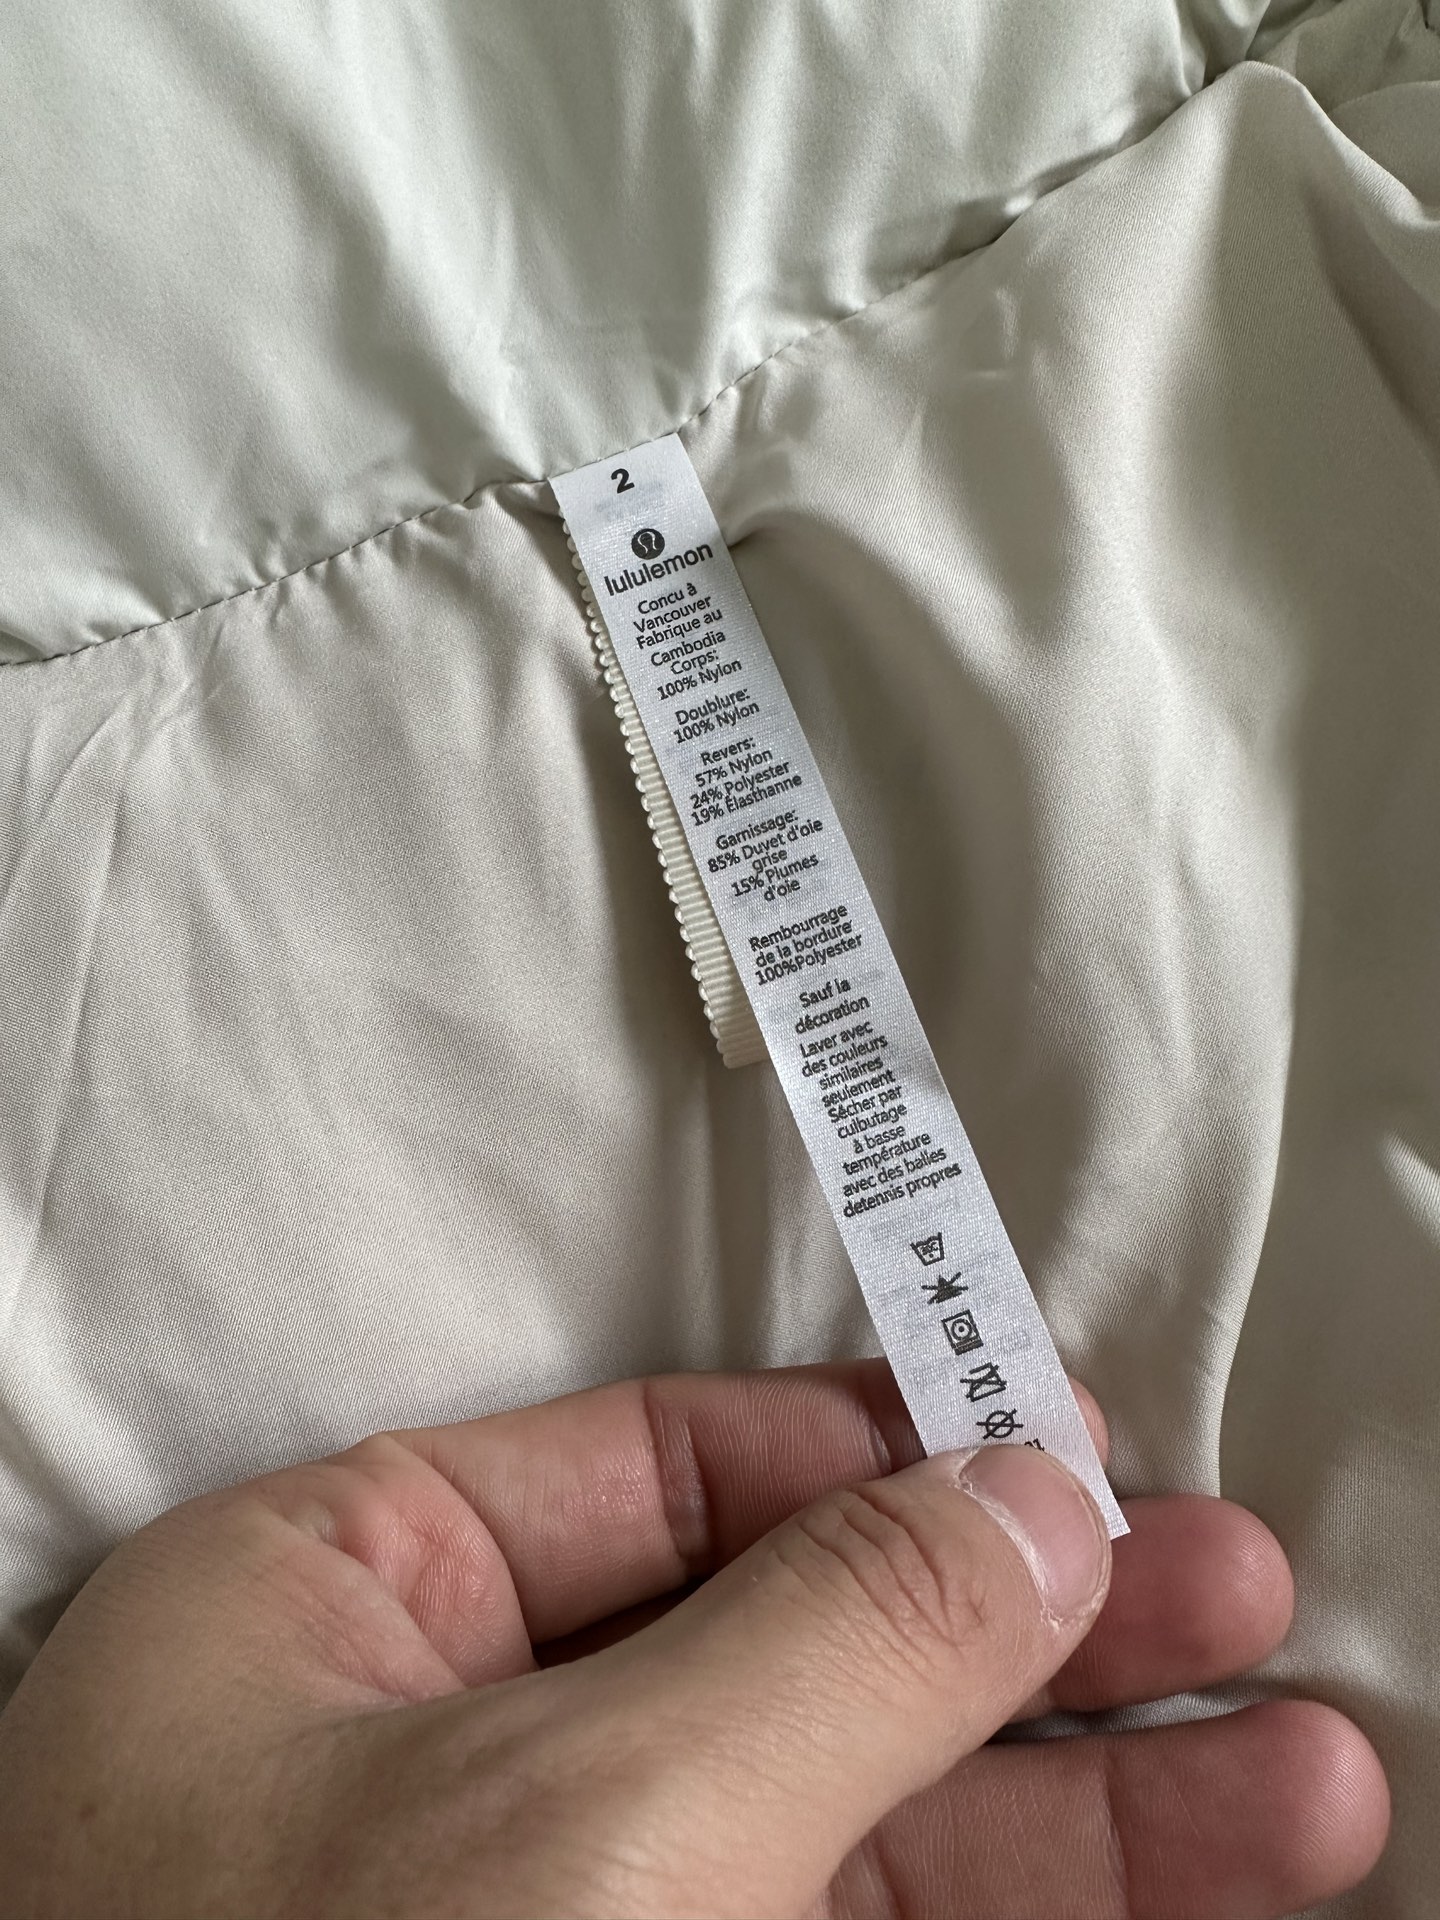 2
lululemon
Concu à
Vancouver
Fabrique au
Cambodia
Corps:
100% Nylon
Doublure:
100% Nylon
Revers:
57% Nylon
24% Polyester
19% Élasthanne
Garnissage:
85% Duvet d'oie
grise
15% Plumes
d'oie
Rembourrage
de la bordure
100%Polyester
Sauf la
décoration
Laver avec
des couleurs
similaires
seulement
Sécher par
culbutage
à basse
température
avec des balles
detennis propres